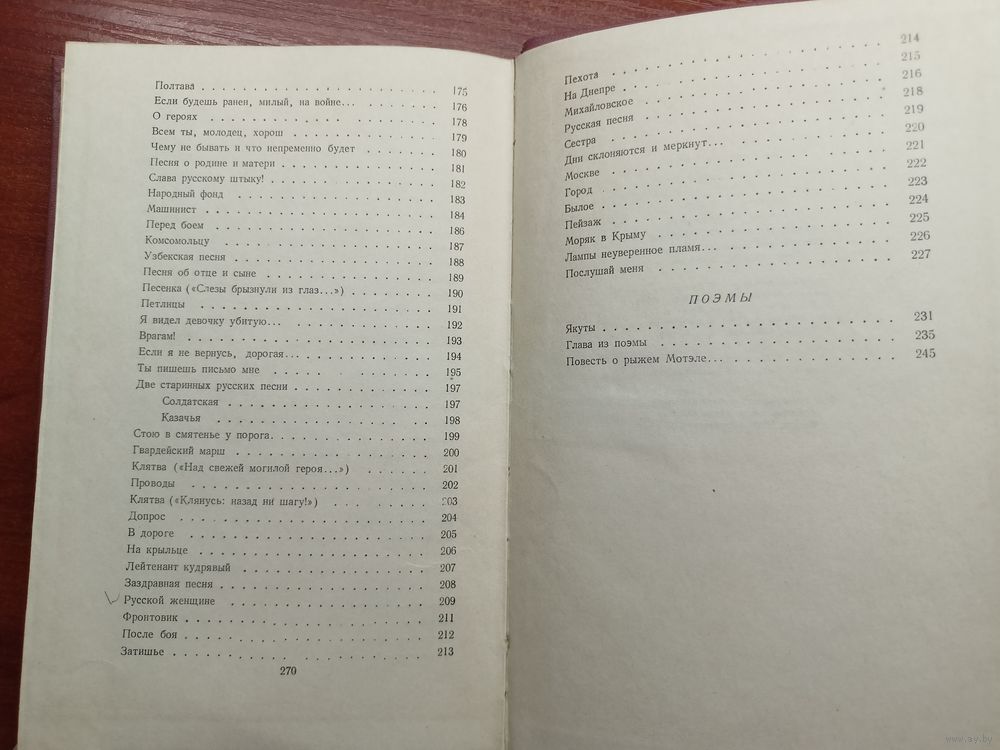 Полтава . . . . . . . . . . . . . . . . . . . . 175
Если будешь ранен, милый, на войне... . . . . . . . 176
О героях . . . . . . . . . . . . . . . . . . . . 178
Всем ты, молодец, хорош . . . . . . . . . . . . 179
Чему не бывать и что непременно будет . . . . . . . 180
Песня о родине и матери . . . . . . . . . . . . 181
Слава русскому штыку! . . . . . . . . . . . . . 182
Народный фонд . . . . . . . . . . . . . . . . 183
Машинист . . . . . . . . . . . . . . . . . . . 184
Перед боем . . . . . . . . . . . . . . . . . . 186
Комсомольцу . . . . . . . . . . . . . . . . . 187
Узбекская песня . . . . . . . . . . . . . . . . 188
Песня об отце и сыне . . . . . . . . . . . . . 189
Песенка («Слезы брызнули из глаз...») . . . . . . . 190
Петлицы . . . . . . . . . . . . . . . . . . . 191
Я видел девочку убитую... . . . . . . . . . . . 192
Врагам! . . . . . . . . . . . . . . . . . . . . 193
Если я не вернусь, дорогая... . . . . . . . . . . 194
Ты пишешь письмо мне . . . . . . . . . . . . . 195
Две старинных русских песни . . . . . . . . . . . 197
Солдатская . . . . . . . . . . . . . . . . 197
Казачья . . . . . . . . . . . . . . . . . 198
Стою в смятенье у порога. . . . . . . . . . . . . 199
Гвардейский марш . . . . . . . . . . . . . . . 200
Клятва («Над свежей могилой героя...») . . . . . . 201
Проводы . . . . . . . . . . . . . . . . . . . 202
Клятва («Клянусь: назад ни шагу!») . . . . . . . . 203
Допрос . . . . . . . . . . . . . . . . . . . . 204
В дороге . . . . . . . . . . . . . . . . . . . 205
На крыльце . . . . . . . . . . . . . . . . . . 206
Лейтенант кудрявый . . . . . . . . . . . . . . 207
Заздравная песня . . . . . . . . . . . . . . . . 208
Русской женщине . . . . . . . . . . . . . . . 209
Фронтовик . . . . . . . . . . . . . . . . . . . 211
После боя . . . . . . . . . . . . . . . . . . . 212
Затишье . . . . . . . . . . . . . . . . . . . . 213
270
Пехота . . . . . . . . . . . . . . . . . . . . 214
На Днепре . . . . . . . . . . . . . . . . . . 215
Михайловское . . . . . . . . . . . . . . . . . 216
Русская песня . . . . . . . . . . . . . . . . . 218
Сестра . . . . . . . . . . . . . . . . . . . . 219
Дни склоняются и меркнут... . . . . . . . . . . 220
Москве . . . . . . . . . . . . . . . . . . . . 221
Город . . . . . . . . . . . . . . . . . . . . 222
Былое . . . . . . . . . . . . . . . . . . . . 223
Пейзаж . . . . . . . . . . . . . . . . . . . 224
Моряк в Крыму . . . . . . . . . . . . . . . . 225
Лампы неуверенное пламя... . . . . . . . . . . . 226
Послушай меня . . . . . . . . . . . . . . . . 227
ПОЭМЫ
Якуты . . . . . . . . . . . . . . . . . . . . 231
Глава из поэмы . . . . . . . . . . . . . . . . 235
Повесть о рыжем Мотэле... . . . . . . . . . . . 245
www.ay.by